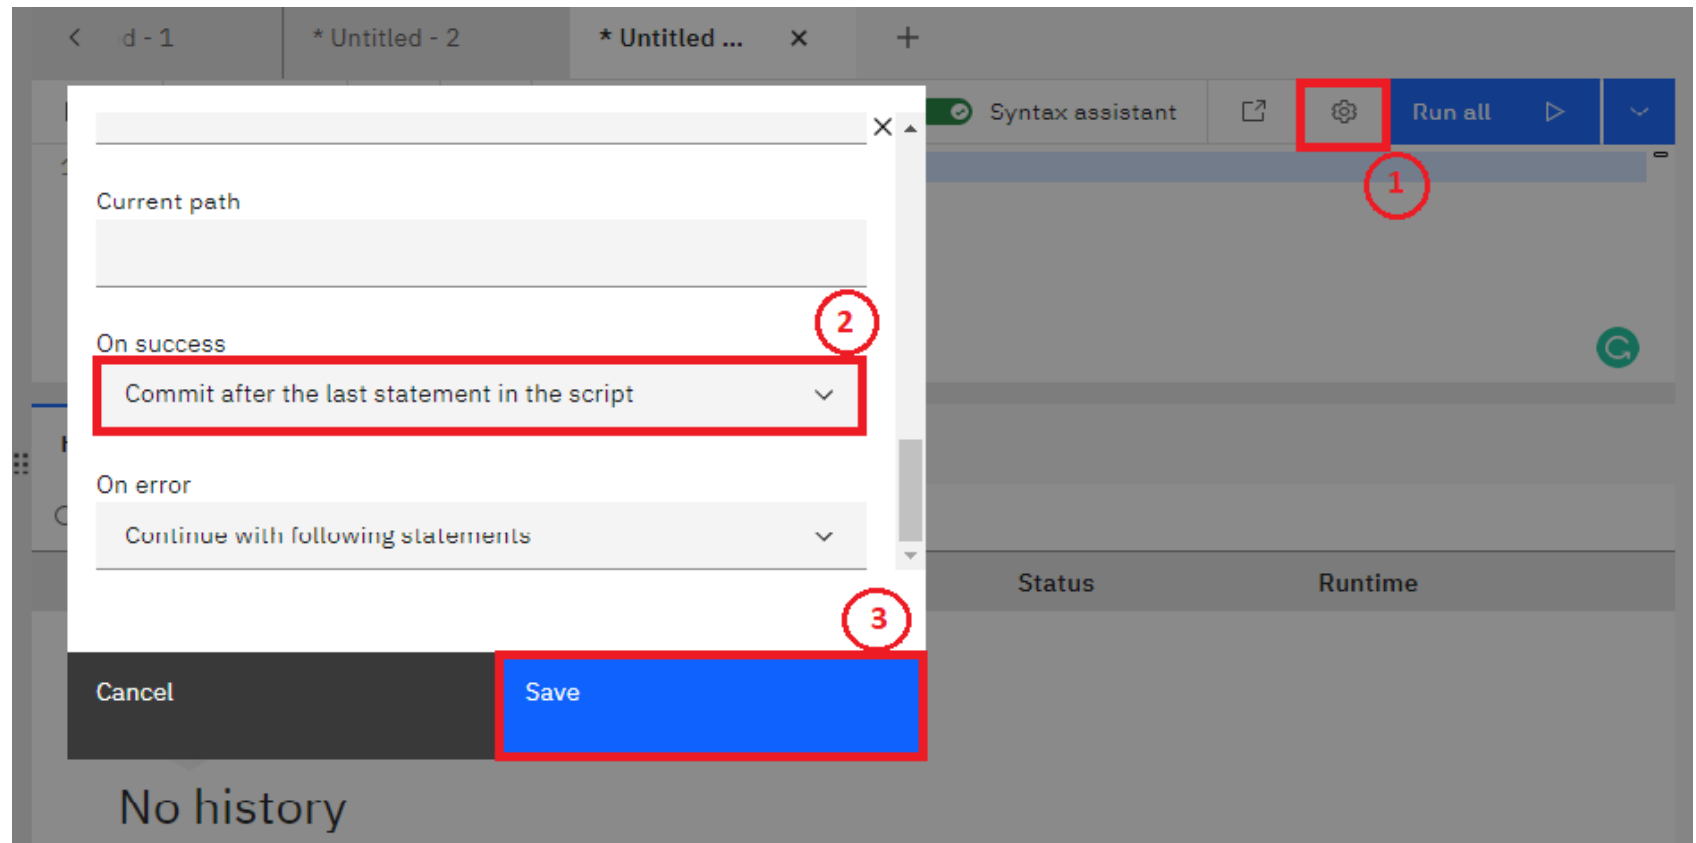 d - 1
* Untitled - 2
* Untitled ...
Syntax assistant
Run all
1
Current path
2
On success
Commit after the last statement in the script
On error
Continue with following statements
Status
Runtime
3
Cancel
Save
No history